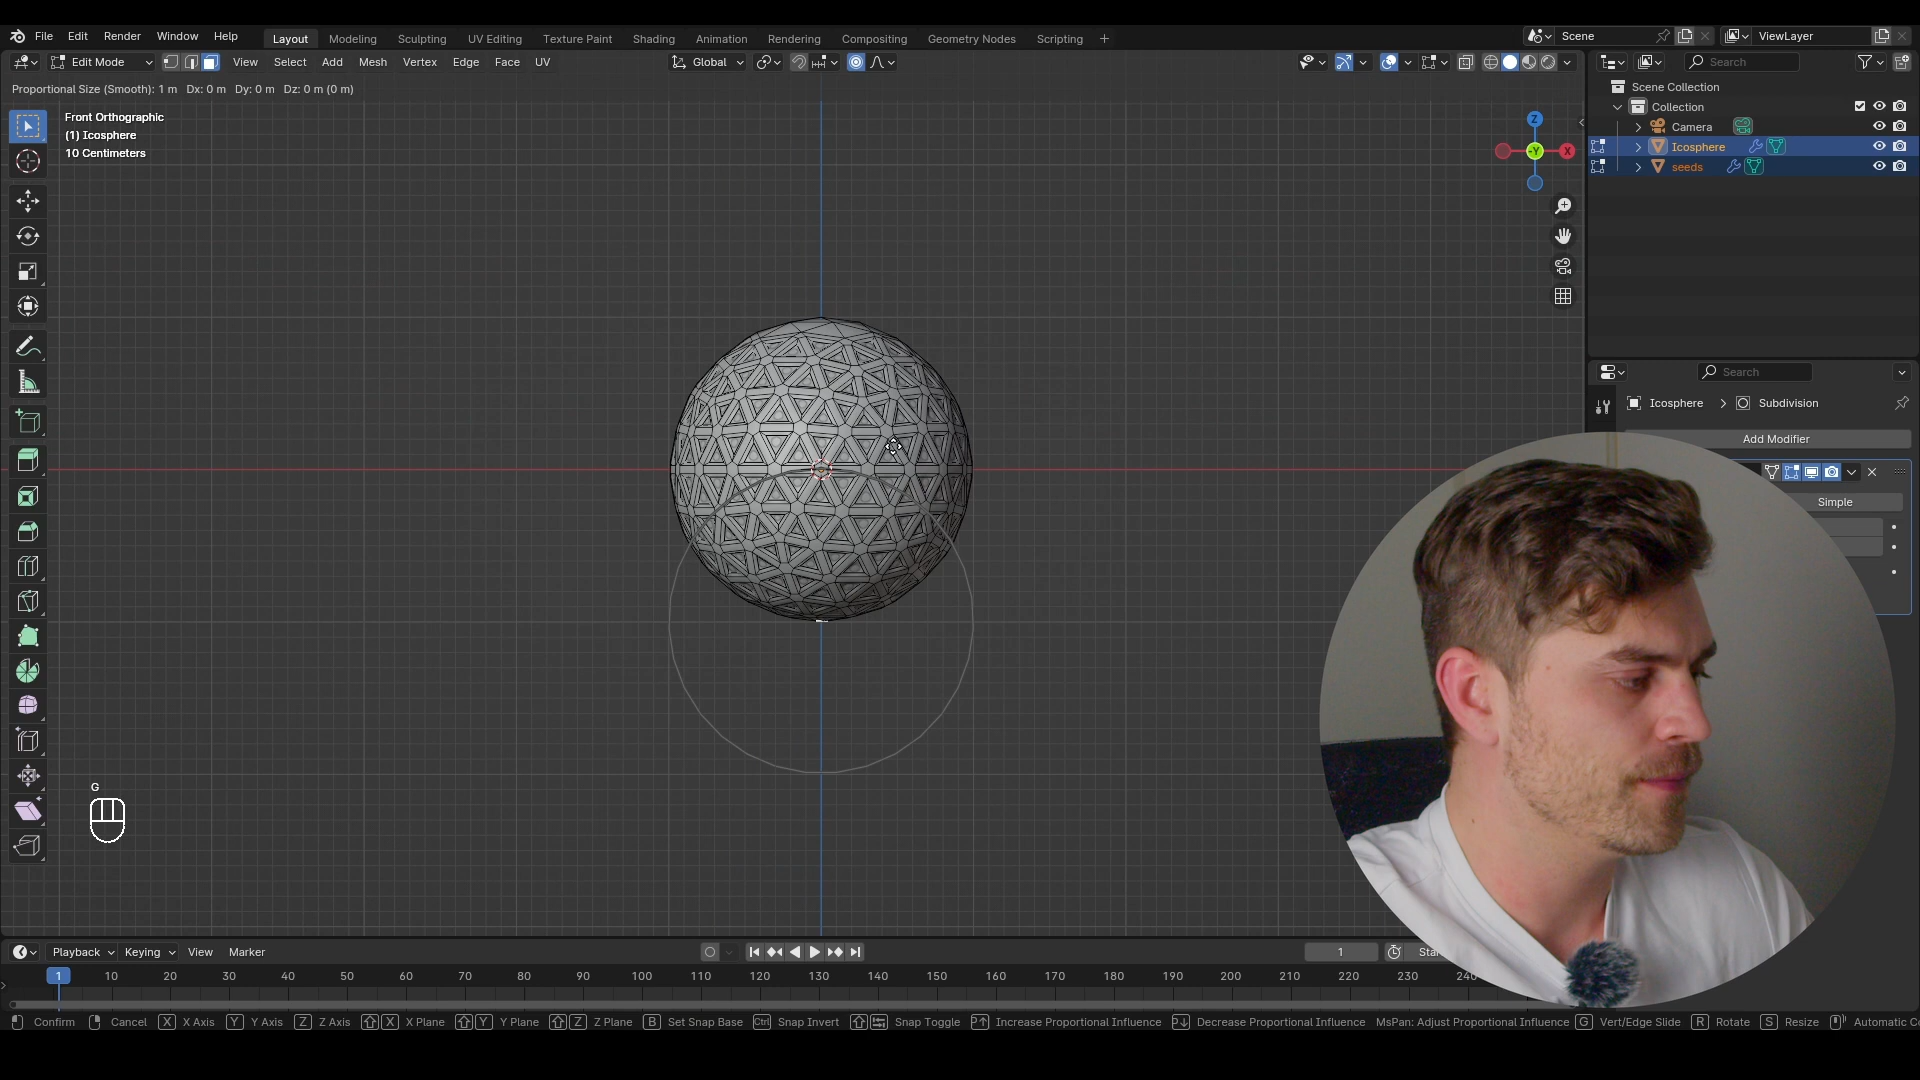 File Edit Render Window Help Layout Modeling Sculpting UV Editing Texture Paint Shading Animation Rendering Compositing Geometry Nodes Scripting + Scene ViewLayer
Edit Mode View Select Add Mesh Vertex Edge Face UV Global Search
Proportional Size (Smooth): 1 m Dx: 0 m Dy: 0 m Dz: 0 m (0 m)
Scene Collection
Collection
Camera
Icosphere
seeds
Front Orthographic
(1) Icosphere
10 Centimeters
Z
-Y
X
Search
Icosphere > Subdivision
Add Modifier
Simple
G
Playback Keying View Marker 1
1 10 20 30 40 50 60 70 80 90 100 110 120 130 140 150 160 170 180 190 200 210 220 230
Confirm Cancel X X Axis Y Y Axis Z Z Axis X X Plane Y Y Plane Z Z Plane B Set Snap Base Ctrl Snap Invert Snap Toggle Increase Proportional Influence Decrease Proportional Influence MsPan: Adjust Proportional Influence G Vert/Edge Slide R Rotate S Resize Automatic